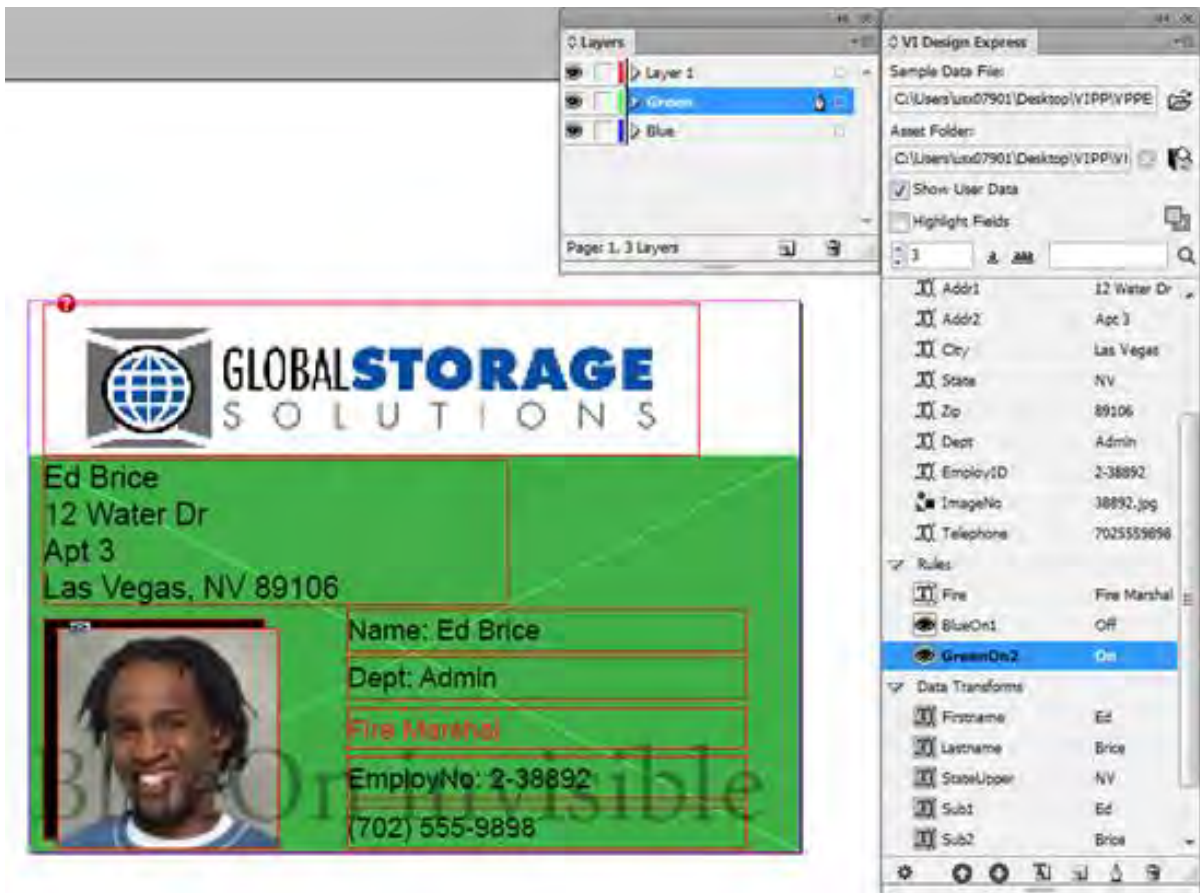 Layers
Layer 1
Green
Blue
Page: 1, 3 Layers
VI Design Express
Sample Data File:
C:\Users\usx07901\Desktop\VIPP\VPPE
Asset Folder:
C:\Users\usx07901\Desktop\VIPP\VI
Show User Data
Highlight Fields
3
Addr1 12 Water Dr
Addr2 Apt 3
City Las Vegas
State NV
Zip 89106
Dept Admin
EmployID 2-38892
ImageNo 38892.jpg
Telephone 7025559898
Rules
Fire Fire Marshal
BlueOn1 Off
GreenOn2 On
Data Transforms
Firstname Ed
Lastname Brice
StateUpper NV
Sub1 Ed
Sub2 Brice
GLOBALSTORAGE
SOLUTIONS
Ed Brice
12 Water Dr
Apt 3
Las Vegas, NV 89106
Name: Ed Brice
Dept: Admin
Fire Marshal
EmployNo: 2-38892
(702) 555-9898